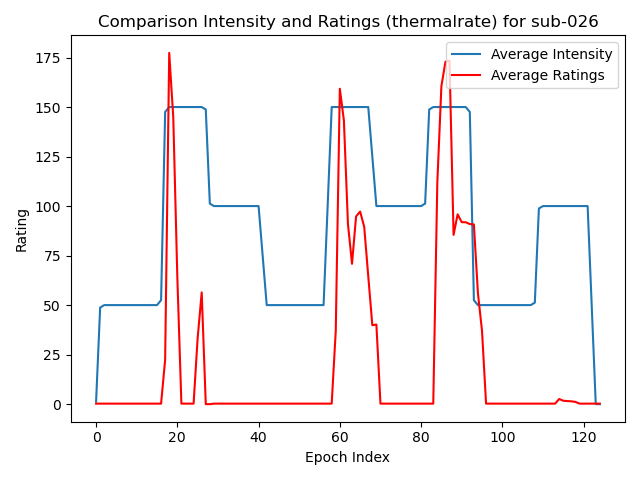 Comparison Intensity and Ratings (thermalrate) for sub-026
Average Intensity
Average Ratings
175
150
125
100
75
50
25
0
Rating
0 20 40 60 80 100 120
Epoch Index